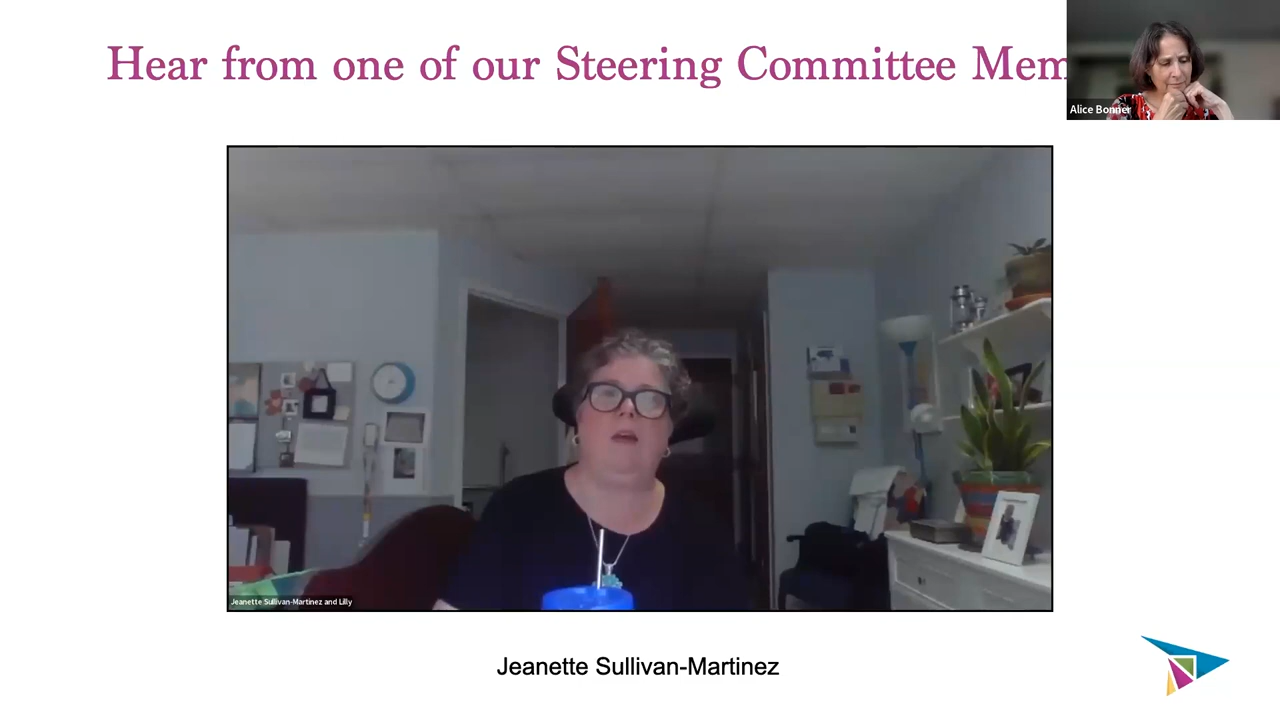 Hear from one of our Steering Committee Mem
Alice Bonner
Jeanette Sullivan-Martinez and Lilly
Jeanette Sullivan-Martinez